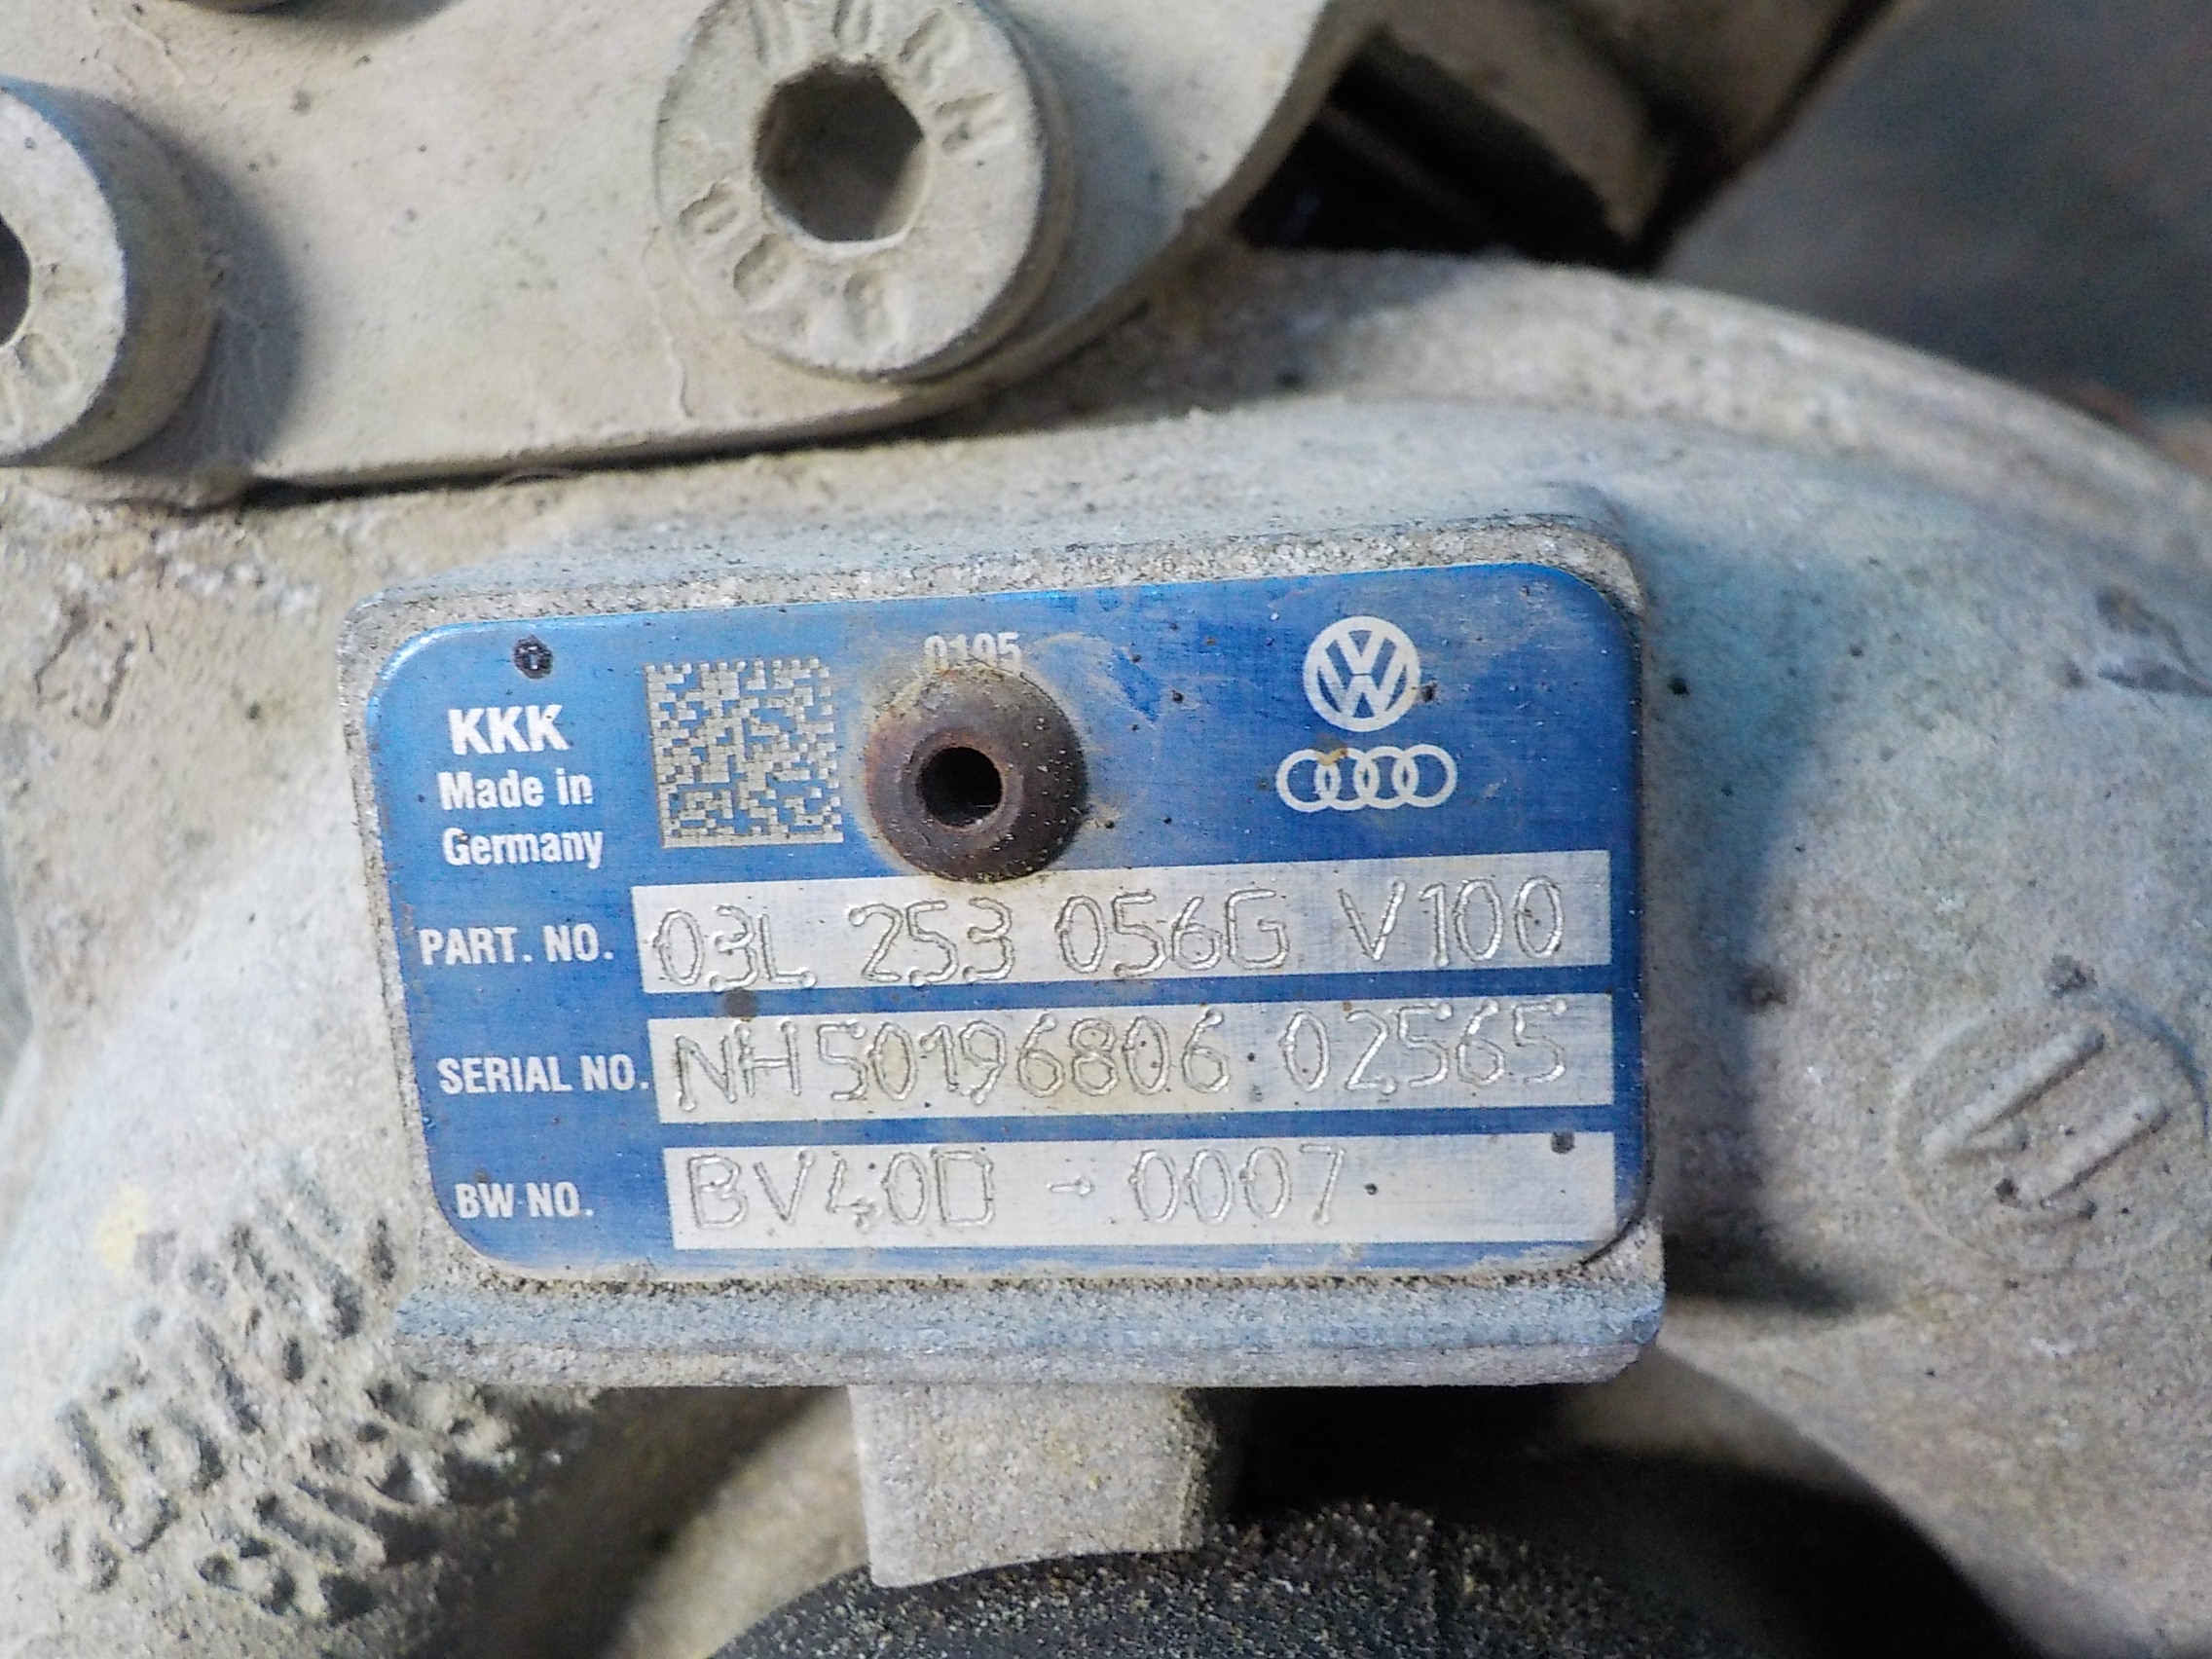 0195
KKK
Made in
Germany
PART. NO. 03L 253 056G V100
SERIAL NO. NH50196806 02565
BW NO. BV40D - 0007